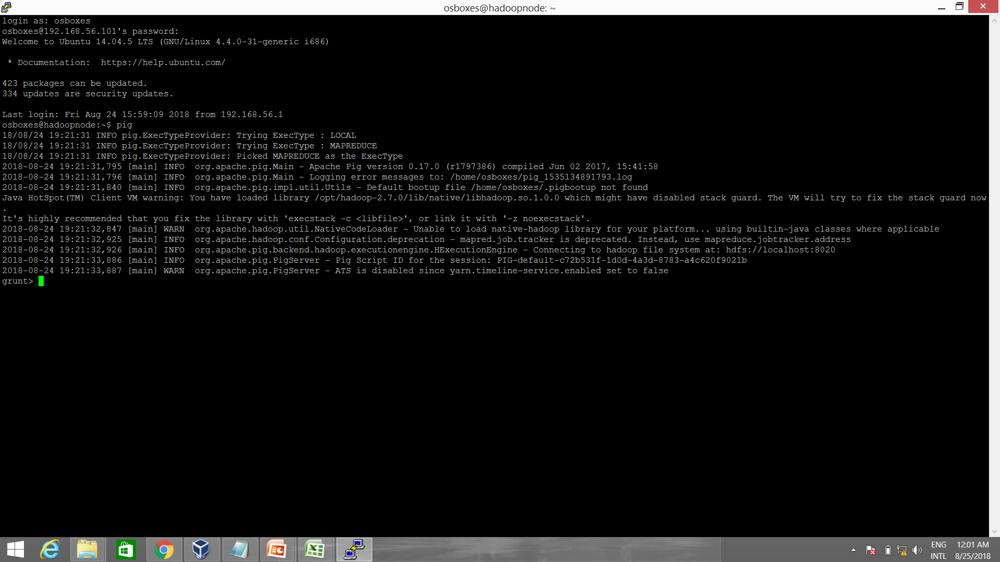 osboxes@hadoopnode: ~
login as: osboxes
osboxes@192.168.56.101's password:
Welcome to Ubuntu 14.04.5 LTS (GNU/Linux 4.4.0-31-generic i686)
* Documentation:  https://help.ubuntu.com/
423 packages can be updated.
334 updates are security updates.
Last login: Fri Aug 24 15:59:09 2018 from 192.168.56.1
osboxes@hadoopnode:~$ pig
18/08/24 19:21:31 INFO pig.ExecTypeProvider: Trying ExecType : LOCAL
18/08/24 19:21:31 INFO pig.ExecTypeProvider: Trying ExecType : MAPREDUCE
18/08/24 19:21:31 INFO pig.ExecTypeProvider: Picked MAPREDUCE as the ExecType
2018-08-24 19:21:31,795 [main] INFO  org.apache.pig.Main - Apache Pig version 0.17.0 (r1797386) compiled Jun 02 2017, 15:41:58
2018-08-24 19:21:31,796 [main] INFO  org.apache.pig.Main - Logging error messages to: /home/osboxes/pig_1535134891793.log
2018-08-24 19:21:31,840 [main] INFO  org.apache.pig.impl.util.Utils - Default bootup file /home/osboxes/.pigbootup not found
Java HotSpot(TM) Client VM warning: You have loaded library /opt/hadoop-2.7.0/lib/native/libhadoop.so.1.0.0 which might have disabled stack guard. The VM will try to fix the stack guard now
.
It's highly recommended that you fix the library with 'execstack -c <libfile>', or link it with '-z noexecstack'.
2018-08-24 19:21:32,847 [main] WARN  org.apache.hadoop.util.NativeCodeLoader - Unable to load native-hadoop library for your platform... using builtin-java classes where applicable
2018-08-24 19:21:32,925 [main] INFO  org.apache.hadoop.conf.Configuration.deprecation - mapred.job.tracker is deprecated. Instead, use mapreduce.jobtracker.address
2018-08-24 19:21:32,926 [main] INFO  org.apache.pig.backend.hadoop.executionengine.HExecutionEngine - Connecting to hadoop file system at: hdfs://localhost:8020
2018-08-24 19:21:33,886 [main] INFO  org.apache.pig.PigServer - Pig Script ID for the session: PIG-default-c72b531f-1d0d-4a3d-8783-a4c620f9021b
2018-08-24 19:21:33,887 [main] WARN  org.apache.pig.PigServer - ATS is disabled since yarn.timeline-service.enabled set to false
grunt>
ENG 12:01 AM
INTL 8/25/2018